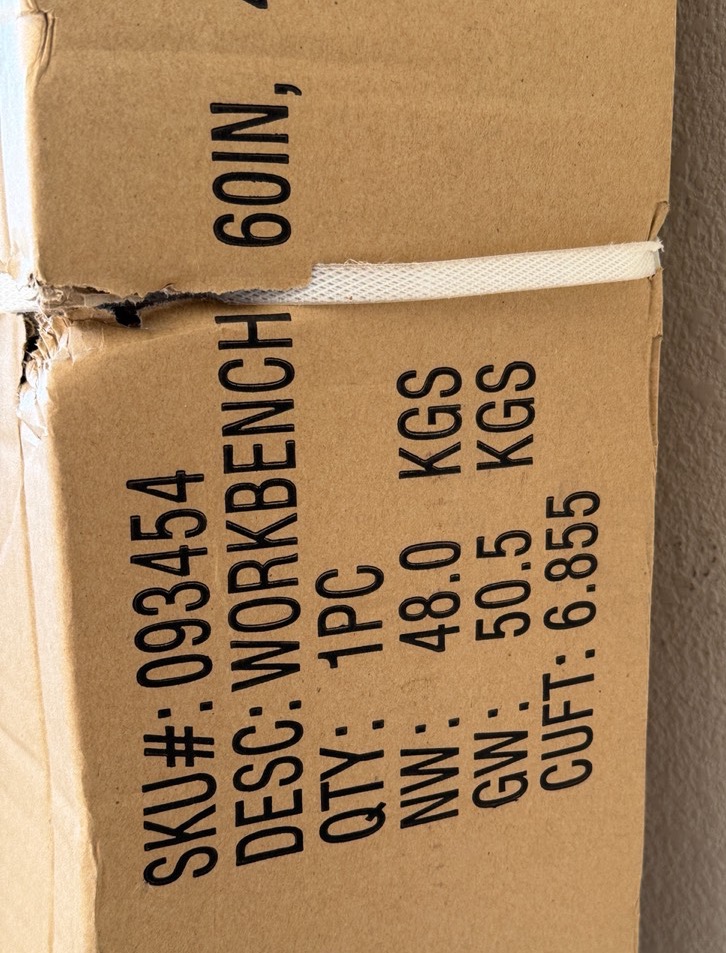 SKU#: 093454
DESC: WORKBENCH 60IN,
QTY: 1PC
NW: 48.0 KGS
GW: 50.5 KGS
CUFT: 6.855